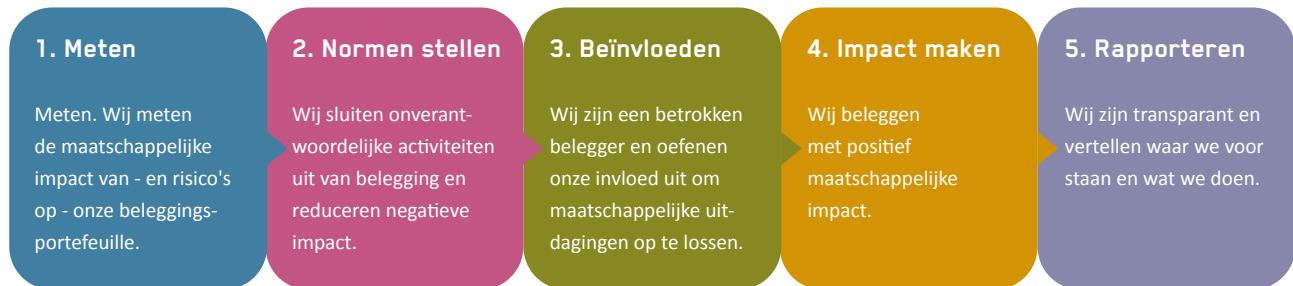 1. Meten
Meten. Wij meten
de maatschappelijke
impact van - en risico's
op - onze beleggings-
portefeuille.
2. Normen stellen
Wij sluiten onverant-
woordelijke activiteiten
uit van belegging en
reduceren negatieve
impact.
3. Beïnvloeden
Wij zijn een betrokken
belegger en oefenen
onze invloed uit om
maatschappelijke uit-
dagingen op te lossen.
4. Impact maken
Wij beleggen
met positief
maatschappelijke
impact.
5. Rapporteren
Wij zijn transparant en
vertellen waar we voor
staan en wat we doen.